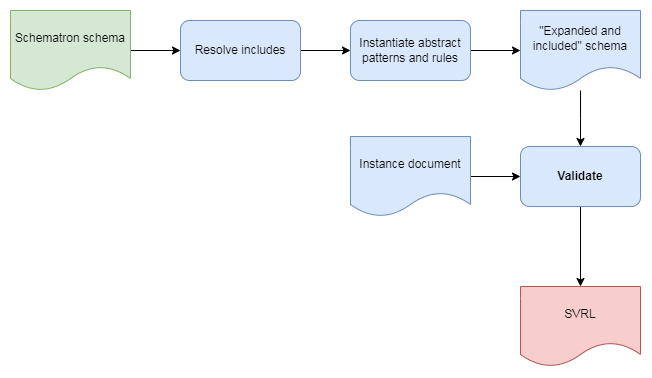 Schematron schema
Resolve includes
Instantiate abstract
patterns and rules
"Expanded and
included" schema
Instance document
Validate
SVRL